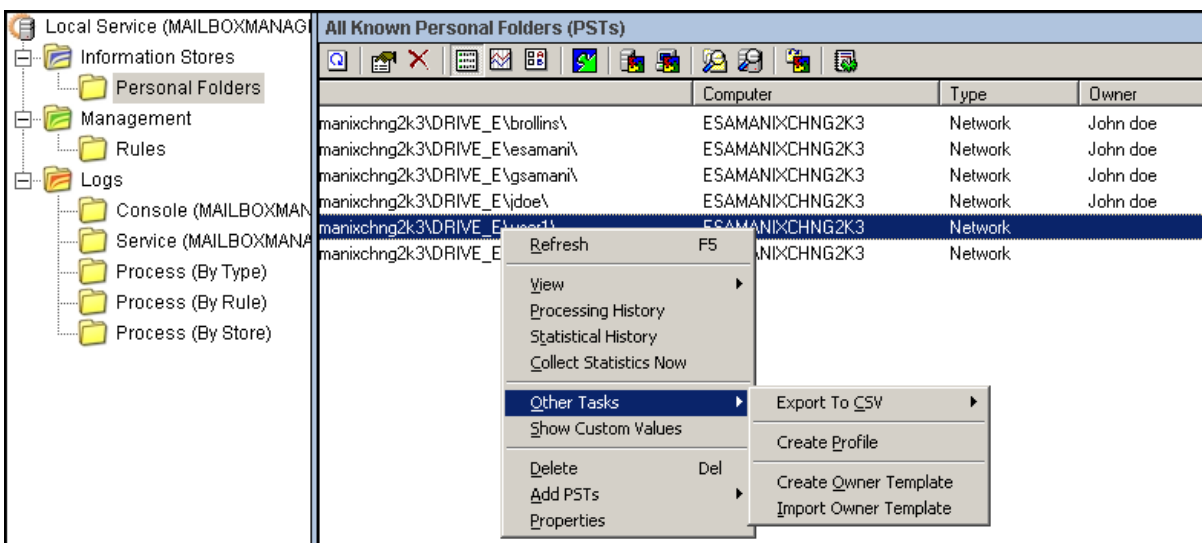 Local Service (MAILBOXMANAG
Information Stores
Personal Folders
Management
Rules
Logs
Console (MAILBOXMAN
Service (MAILBOXMANA
Process (By Type)
Process (By Rule)
Process (By Store)
All Known Personal Folders (PSTs)
Computer Type Owner
manixchng2k3\DRIVE_E\brollins\ ESAMANIXCHNG2K3 Network John doe
manixchng2k3\DRIVE_E\esamani\ ESAMANIXCHNG2K3 Network John doe
manixchng2k3\DRIVE_E\gsamani\ ESAMANIXCHNG2K3 Network John doe
manixchng2k3\DRIVE_E\jdoe\ ESAMANIXCHNG2K3 Network John doe
manixchng2k3\DRIVE_E\user1\ ESAMANIXCHNG2K3 Network
manixchng2k3\DRIVE_E NIXCHNG2K3 Network
Refresh F5
View
Processing History
Statistical History
Collect Statistics Now
Other Tasks
Show Custom Values
Delete Del
Add PSTs
Properties
Export To CSV
Create Profile
Create Owner Template
Import Owner Template